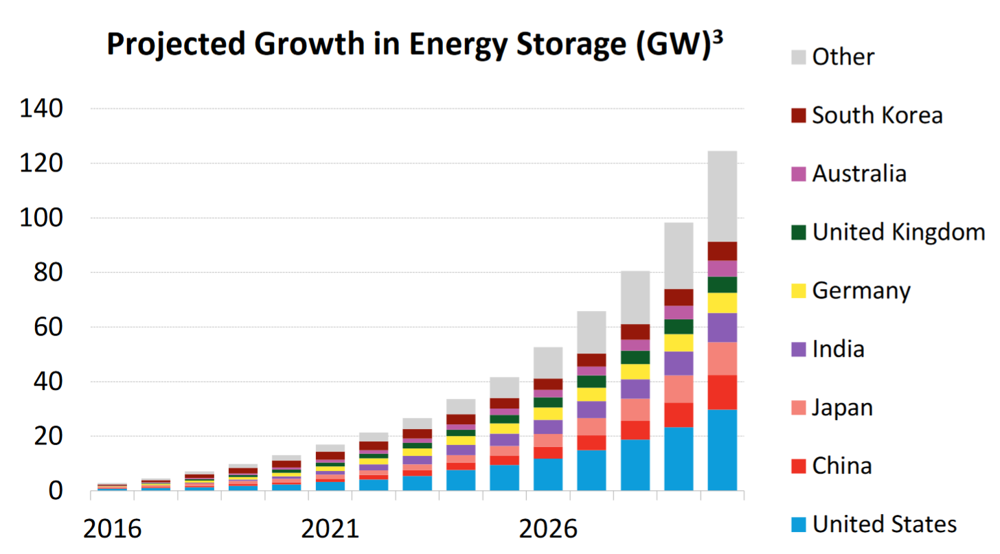 Projected Growth in Energy Storage (GW)³
140
120
100
80
60
40
20
0
2016 2021 2026
Other
South Korea
Australia
United Kingdom
Germany
India
Japan
China
United States